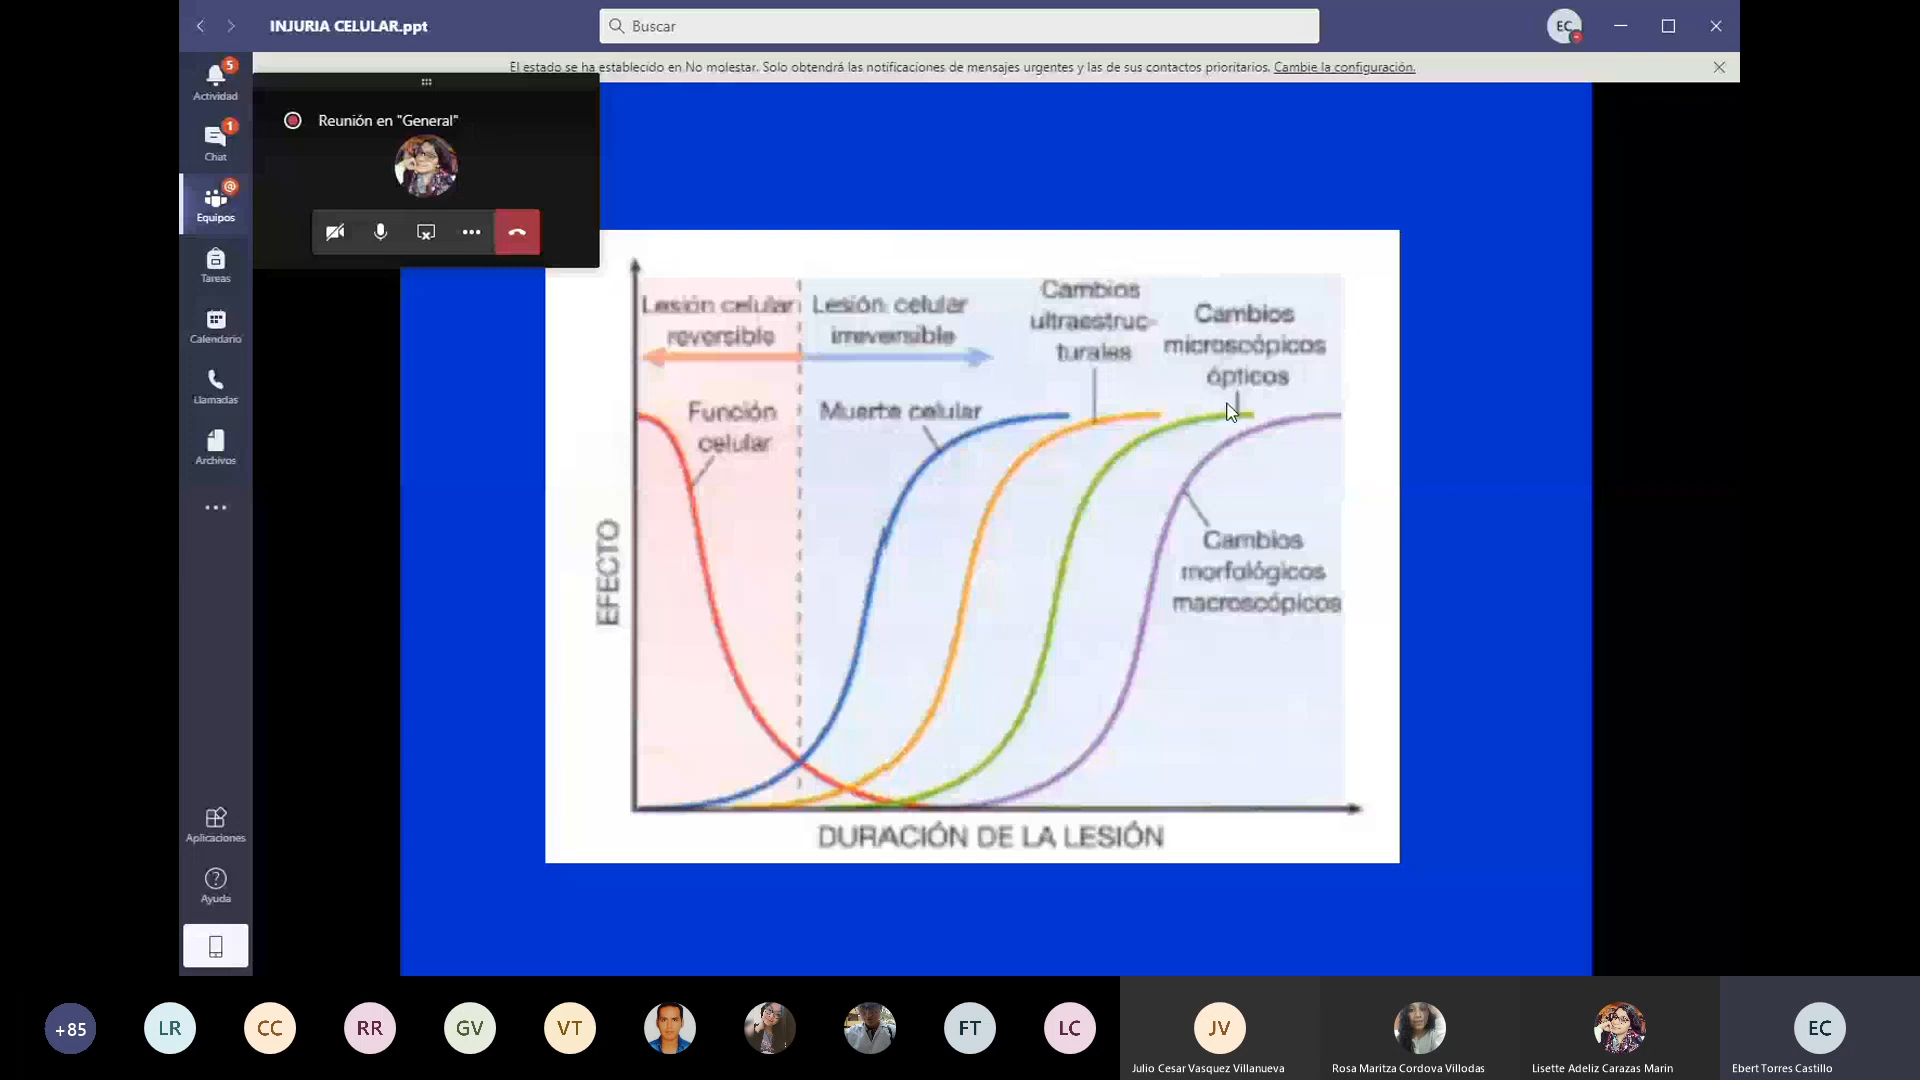 INJURIA CELULAR.ppt
Buscar
EC
El estado se ha establecido en No molestar. Solo obtendrá las notificaciones de mensajes urgentes y las de sus contactos prioritarios. Cambie la configuración.
5
Actividad
1
Chat
@
Equipos
Tareas
Calendario
Llamadas
Archivos
Aplicaciones
Ayuda
Reunión en "General"
Lesión celular
reversible
Lesión celular
irreversible
Cambios
ultraestruc-
turales
Cambios
microscópicos
ópticos
Función
celular
Muerte celular
Cambios
morfológicos
macroscópicos
EFECTO
DURACIÓN DE LA LESIÓN
+85
LR
CC
RR
GV
VT
FT
LC
JV
Julio Cesar Vasquez Villanueva
Rosa Maritza Cordova Villodas
Lisette Adeliz Carazas Marin
EC
Ebert Torres Castillo